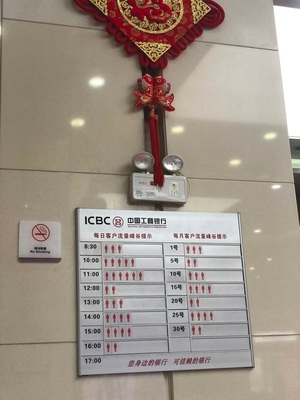 ICBC 中国工商银行
每日客户流量峰谷提示 每月客户流量峰谷提示
8:30 1号
10:00 5号
11:00 10号
12:00 15号
13:00 20号
14:00 25号
15:00 30号
16:00
17:00 您身边的银行 可信赖的银行
No Smoking